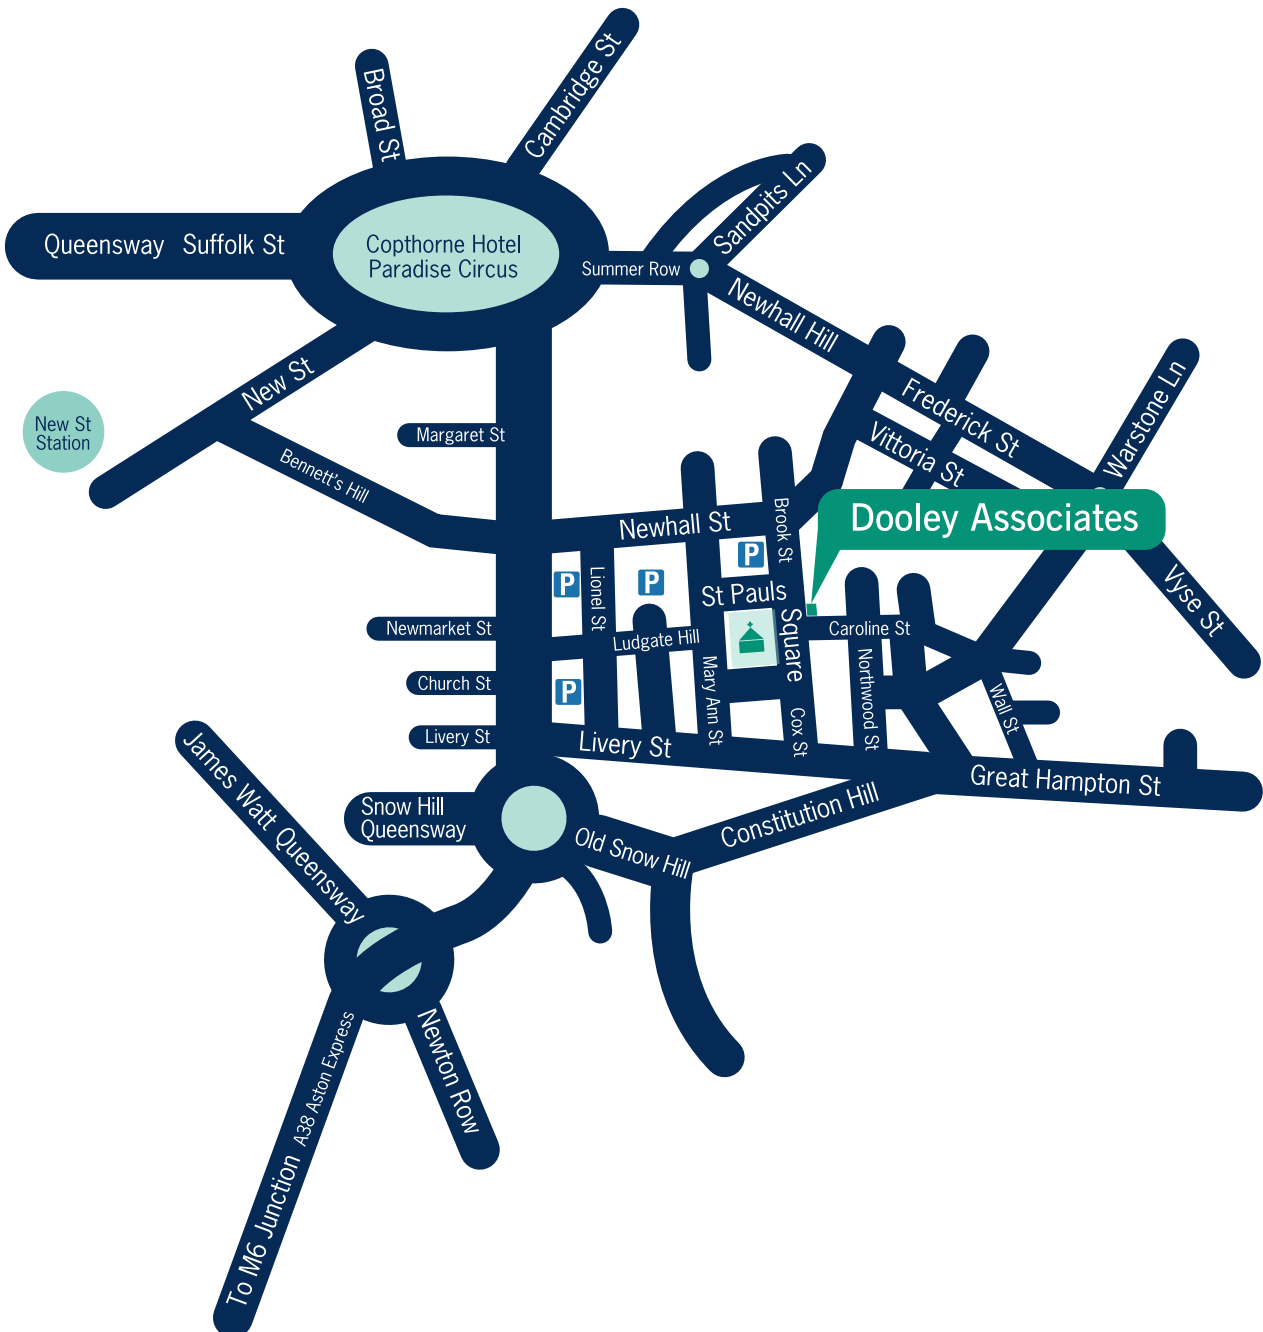 Cambridge St
Broad St
Queensway Suffolk St
Copthorne Hotel
Paradise Circus
Summer Row
Sandpits Ln
Newhall Hill
New St
New St
Station
Margaret St
Bennett's Hill
Frederick St
Vittoria St
Warstone Ln
Dooley Associates
Newhall St
Brook St
P
P
P
Lionel St
St Pauls
Square
Vyse St
Newmarket St
Ludgate Hill
Caroline St
Church St
P
Mary Ann St
Northwood St
Cox St
Wall St
Livery St
Livery St
Great Hampton St
James Watt Queensway
Snow Hill
Queensway
Old Snow Hill
Constitution Hill
Newton Row
To M6 Junction A38 Aston Express